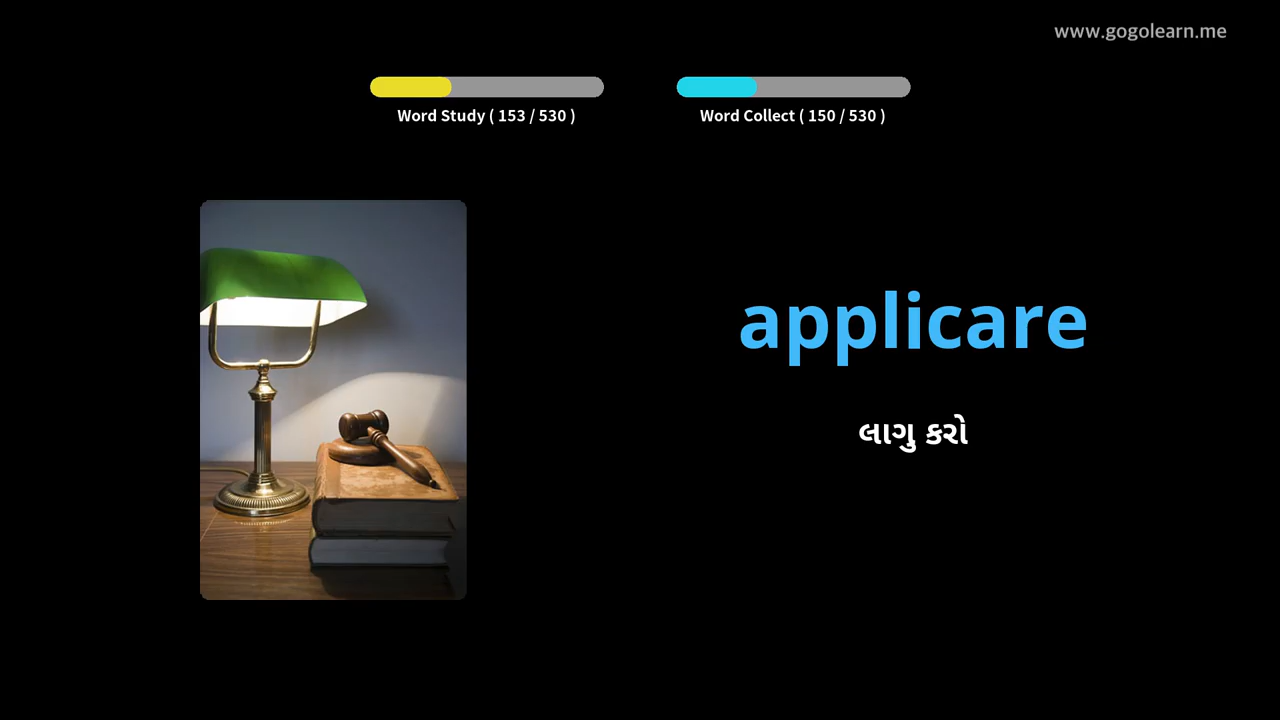 www.gogolearn.me
Word Study ( 153 / 530 )
Word Collect ( 150 / 530 )
applicare
લાગુ કરો